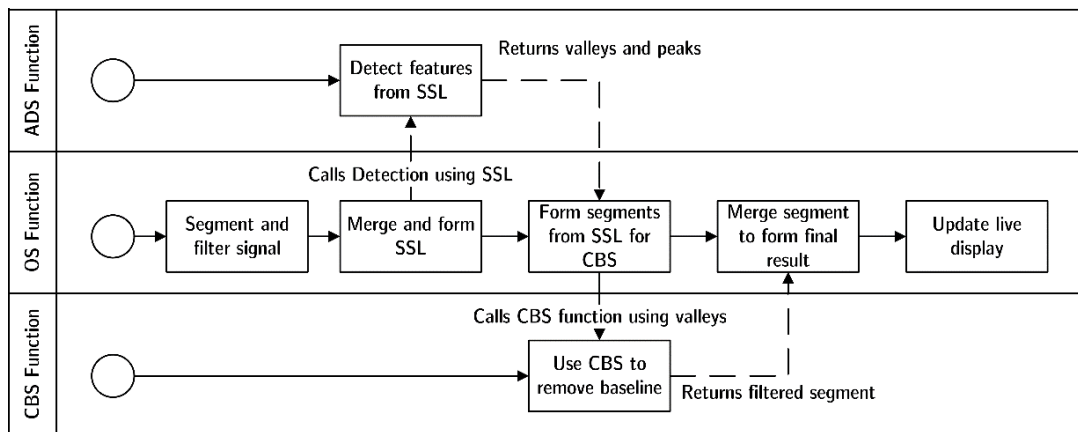 ADS Function
Returns valleys and peaks
Detect features
from SSL
Calls Detection using SSL
OS Function
Segment and
filter signal
Merge and form
SSL
Form segments
from SSL for
CBS
Merge segment
to form final
result
Update live
display
Calls CBS function using valleys
CBS Function
Use CBS to
remove baseline
Returns filtered segment